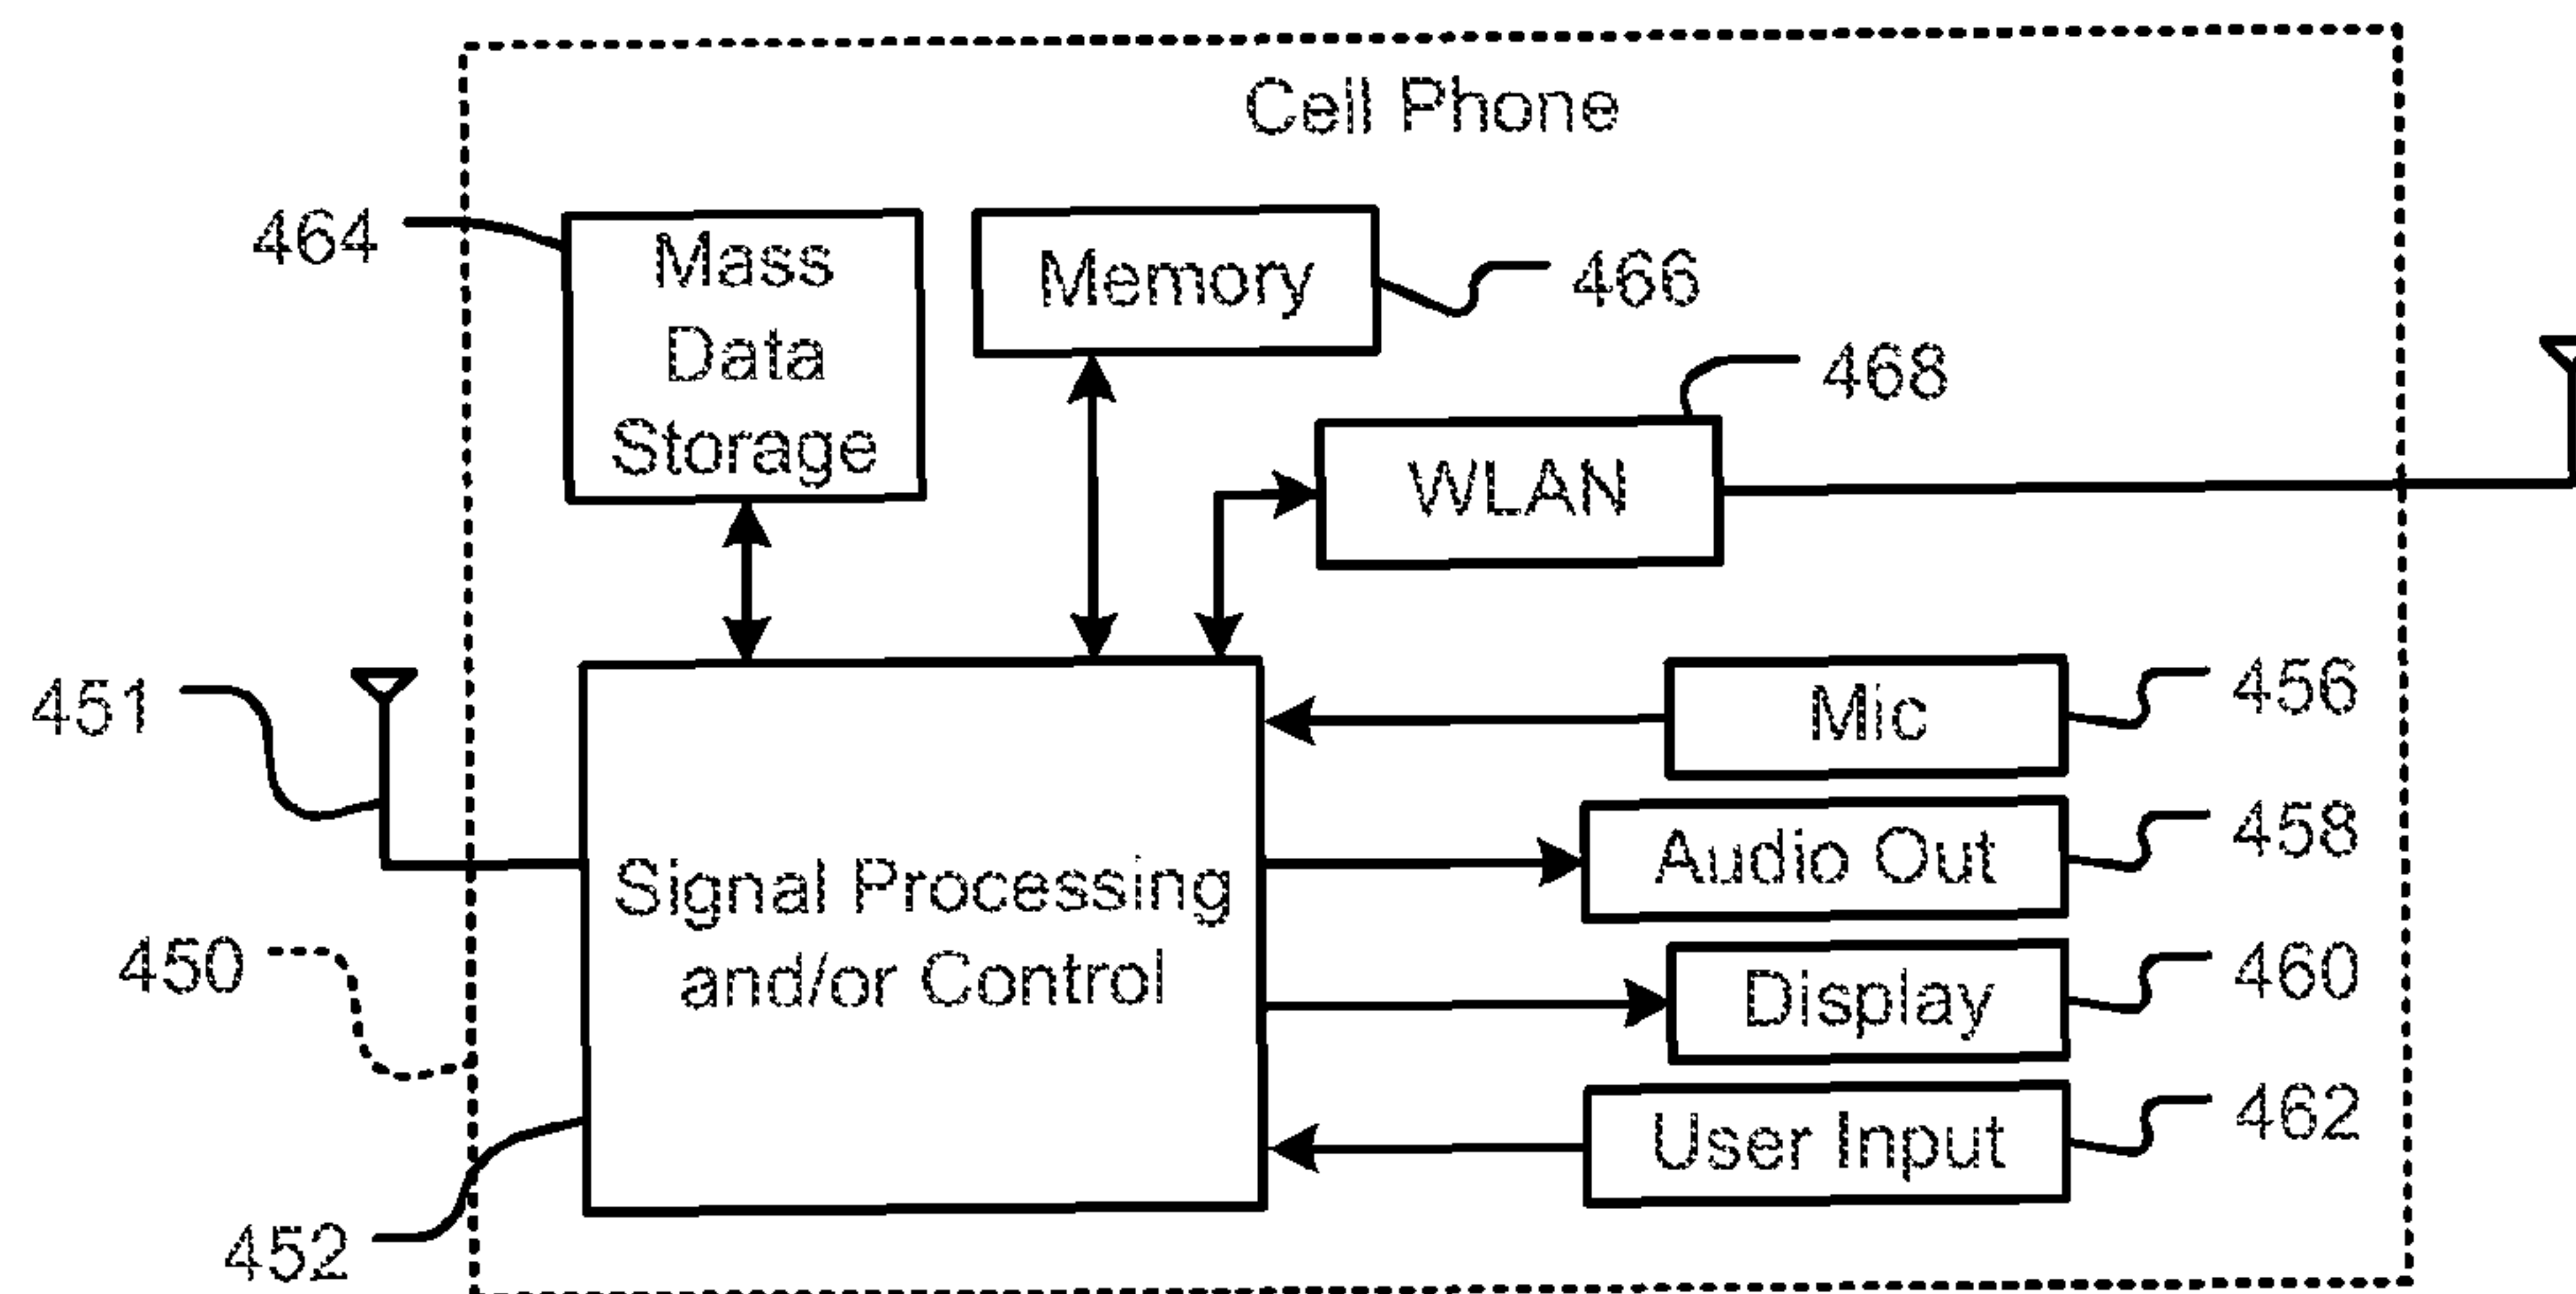 Cell Phone
464
Mass
Data
Storage
Memory
466
468
WLAN
451
Mic
456
Audio Out
458
Signal Processing
and/or Control
450
Display
460
User Input
462
452